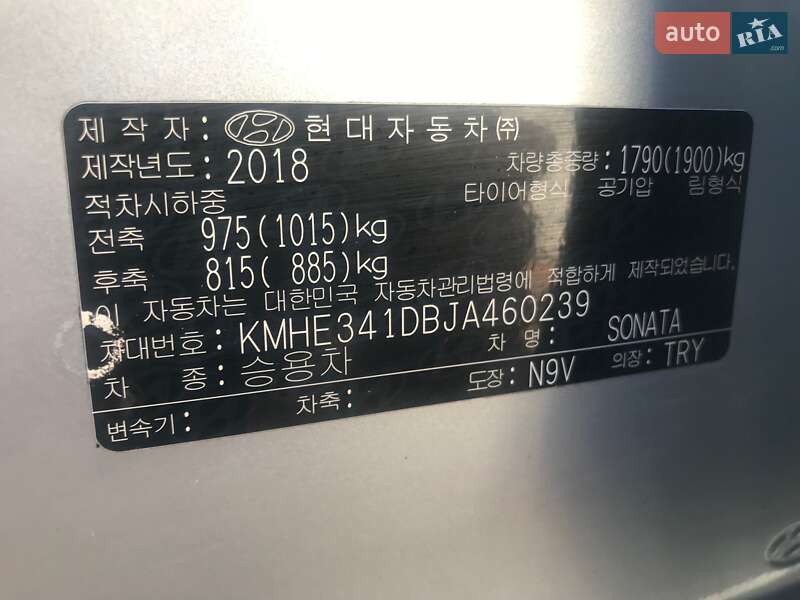 auto RIA.com
제 작 자 : 현대자동차㈜
제작년도 : 2018 차량총중량 : 1790(1900)kg
적차시하중 타이어형식 공기압 림형식
전축 975(1015)kg
후축 815( 885)kg
이 자동차는 대한민국 자동차관리법령에 적합하게 제작되었습니다.
차대번호 : KMHE341DBJA460239
차 종 : 승용차 차 명 : SONATA
변속기 : 차축 : 도장 : N9V 의장 : TRY